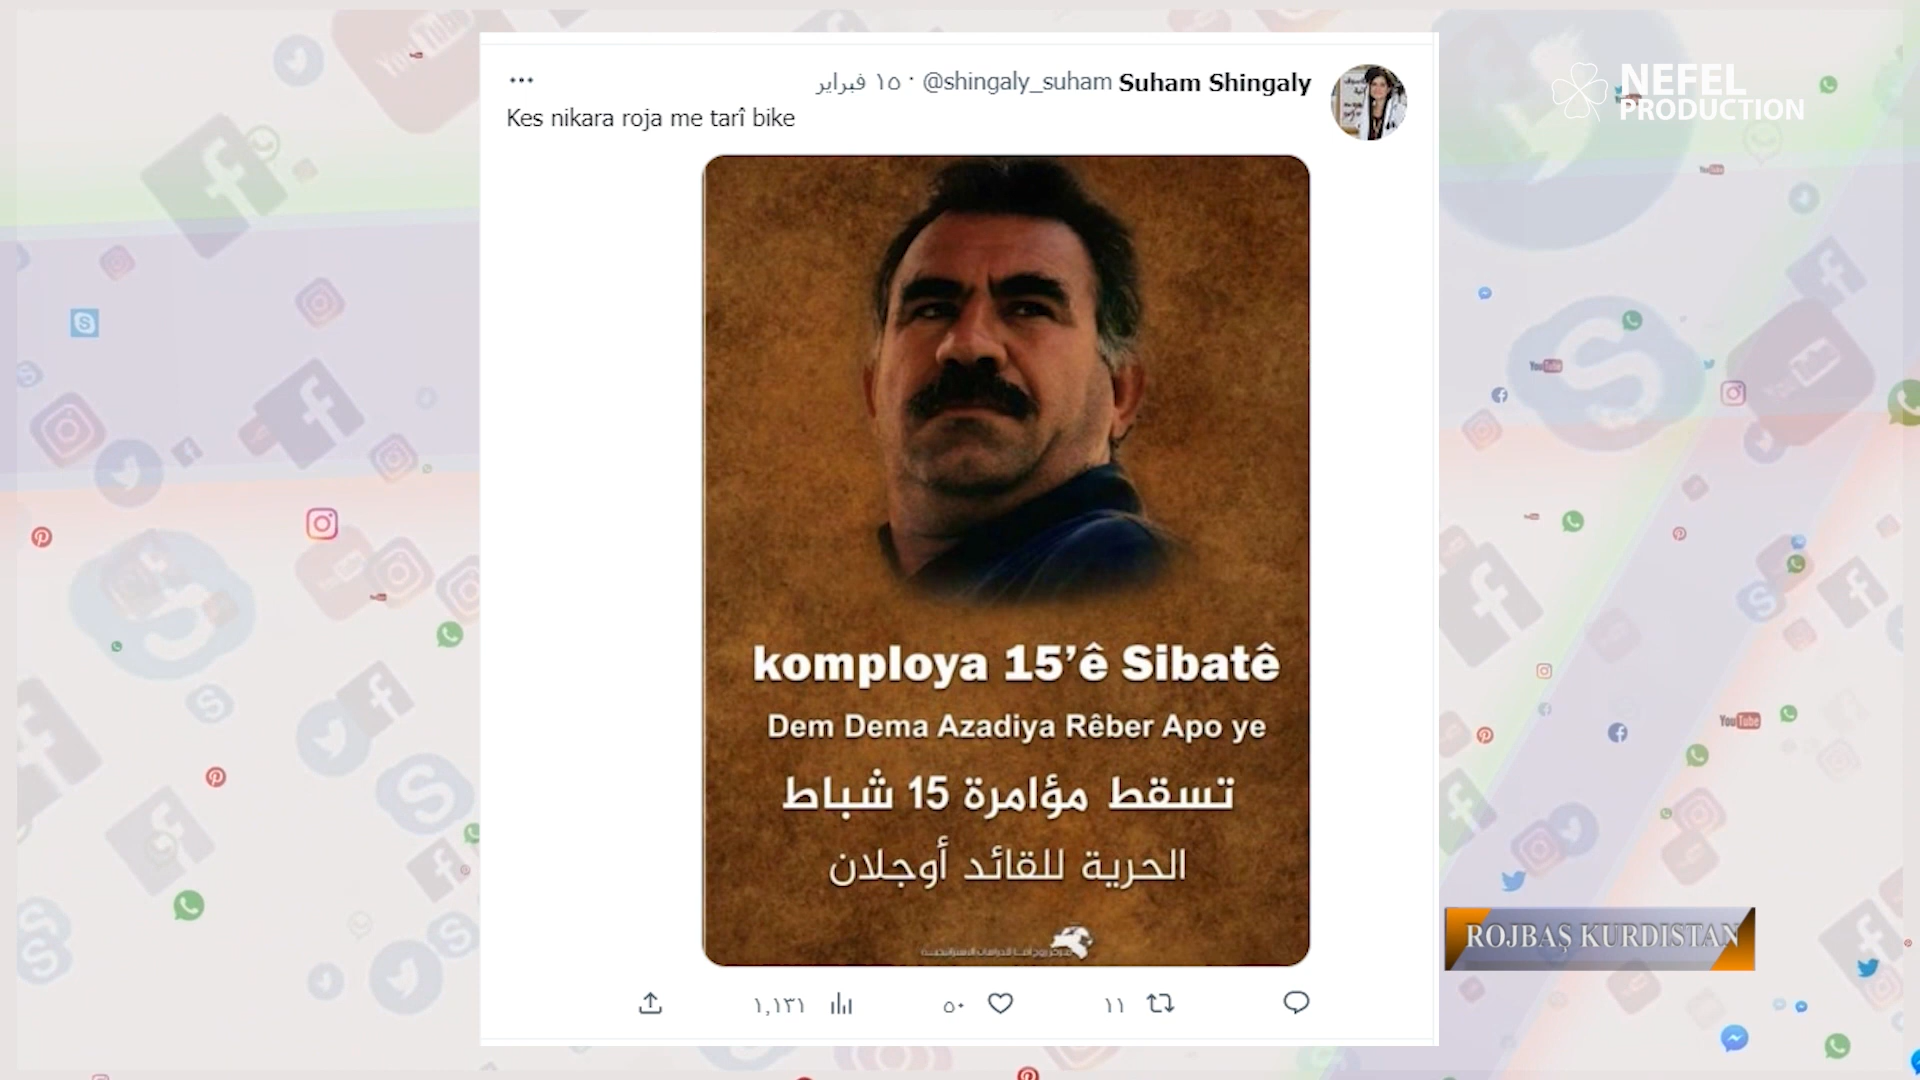 Suham Shingaly @shingaly_suham · ١٥ فبراير
Kes nikara roja me tarî bike
komploya 15’ê Sibatê
Dem Dema Azadiya Rêber Apo ye
تسقط مؤامرة 15 شباط
الحرية للقائد أوجلان
١١
٥٠
١,١٣١
NEFEL
PRODUCTION
ROJBAŞ KURDISTAN